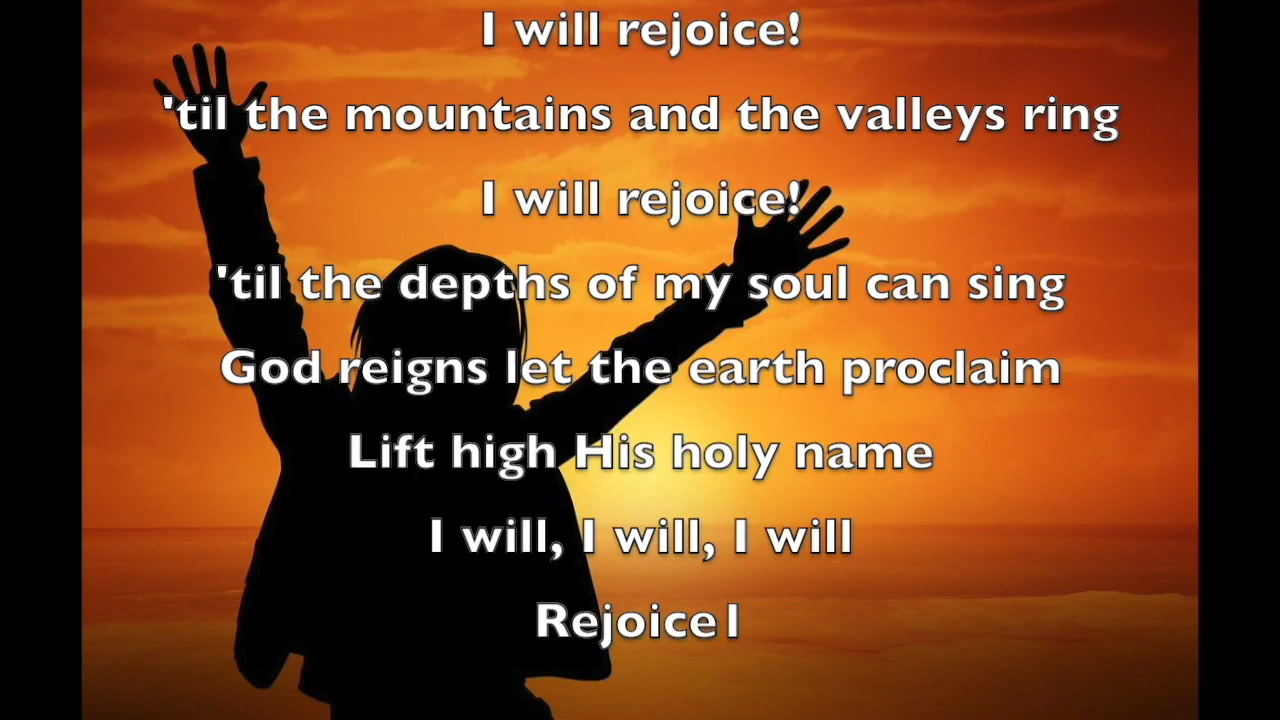 I will rejoice!
'til the mountains and the valleys ring
I will rejoice!
'til the depths of my soul can sing
God reigns let the earth proclaim
Lift high His holy name
I will, I will, I will
Rejoice1